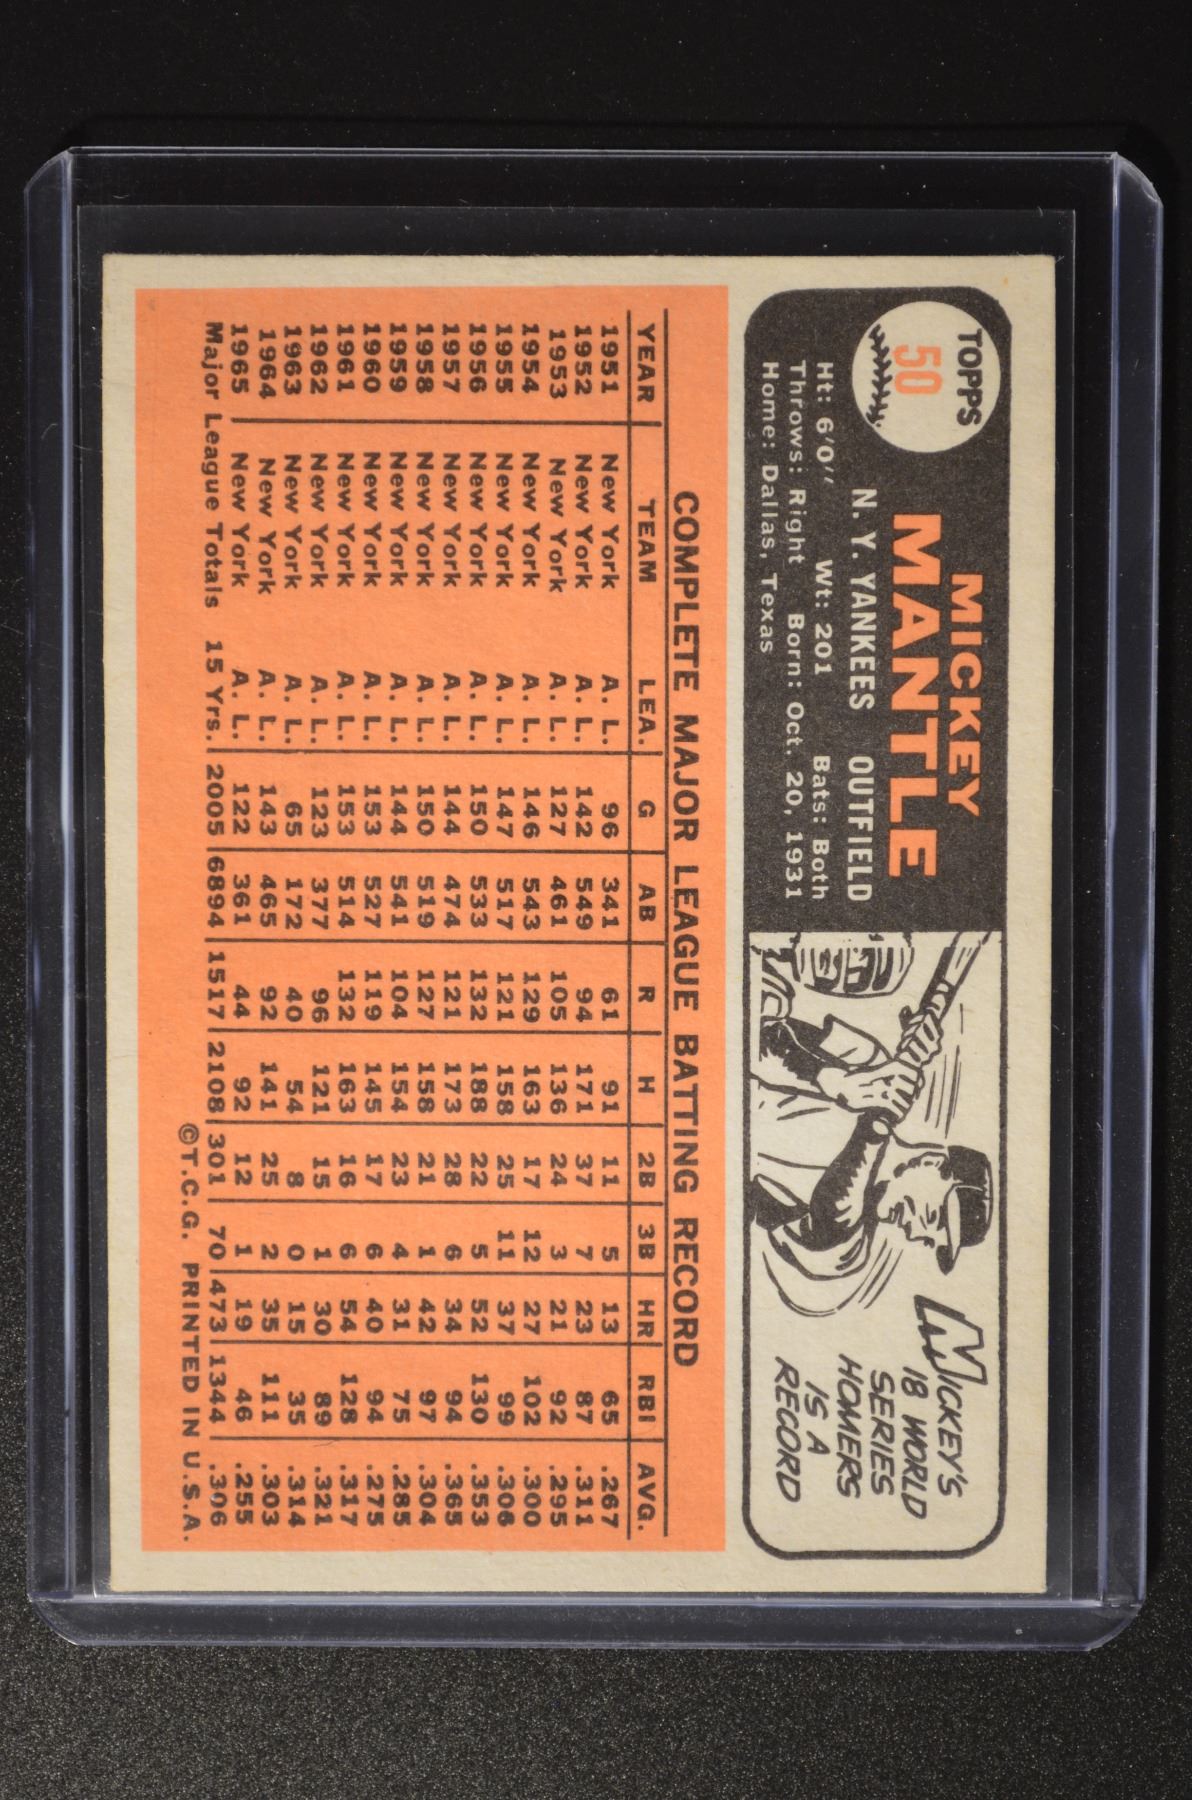 TOPPS
50
MICKEY
MANTLE
N. Y. YANKEES OUTFIELD
Ht: 6'0" Wt: 201 Bats: Both
Throws: Right Born: Oct. 20, 1931
Home: Dallas, Texas
MICKEY'S
18 WORLD
SERIES
HOMERS
IS A
RECORD
COMPLETE MAJOR LEAGUE BATTING RECORD
YEAR TEAM LEA. G AB R H 2B 3B HR RBI AVG.
1951 New York A. L. 96 341 61 91 11 5 13 65 .267
1952 New York A. L. 142 549 94 171 37 7 23 87 .311
1953 New York A. L. 127 461 105 136 24 3 21 92 .295
1954 New York A. L. 146 543 129 163 17 12 27 102 .300
1955 New York A. L. 147 517 121 158 25 11 37 99 .306
1956 New York A. L. 150 533 132 188 22 5 52 130 .353
1957 New York A. L. 144 474 121 173 28 6 34 94 .365
1958 New York A. L. 150 519 127 158 21 1 42 97 .304
1959 New York A. L. 144 541 104 154 23 4 31 75 .285
1960 New York A. L. 153 527 119 145 17 6 40 94 .275
1961 New York A. L. 153 514 132 163 16 6 54 128 .317
1962 New York A. L. 123 377 96 121 15 1 30 89 .321
1963 New York A. L. 65 172 40 54 8 0 15 35 .314
1964 New York A. L. 143 465 92 141 25 2 35 111 .303
1965 New York A. L. 122 361 44 92 12 1 19 46 .255
Major League Totals 15 Yrs. 2005 6894 1517 2108 301 70 473 1344 .306
©T.C.G. PRINTED IN U.S.A.